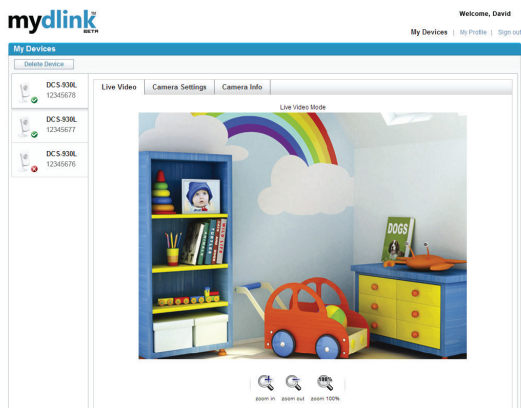 mydlink™
BETA
Welcome, David
My Devices | My Profile | Sign out
My Devices
Delete Device
DCS-930L
12345678
DCS-930L
12345677
DCS-930L
12345676
Live Video
Camera Settings
Camera Info
Live Video Mode
DOGS
100%
zoom in
zoom out
zoom 100%